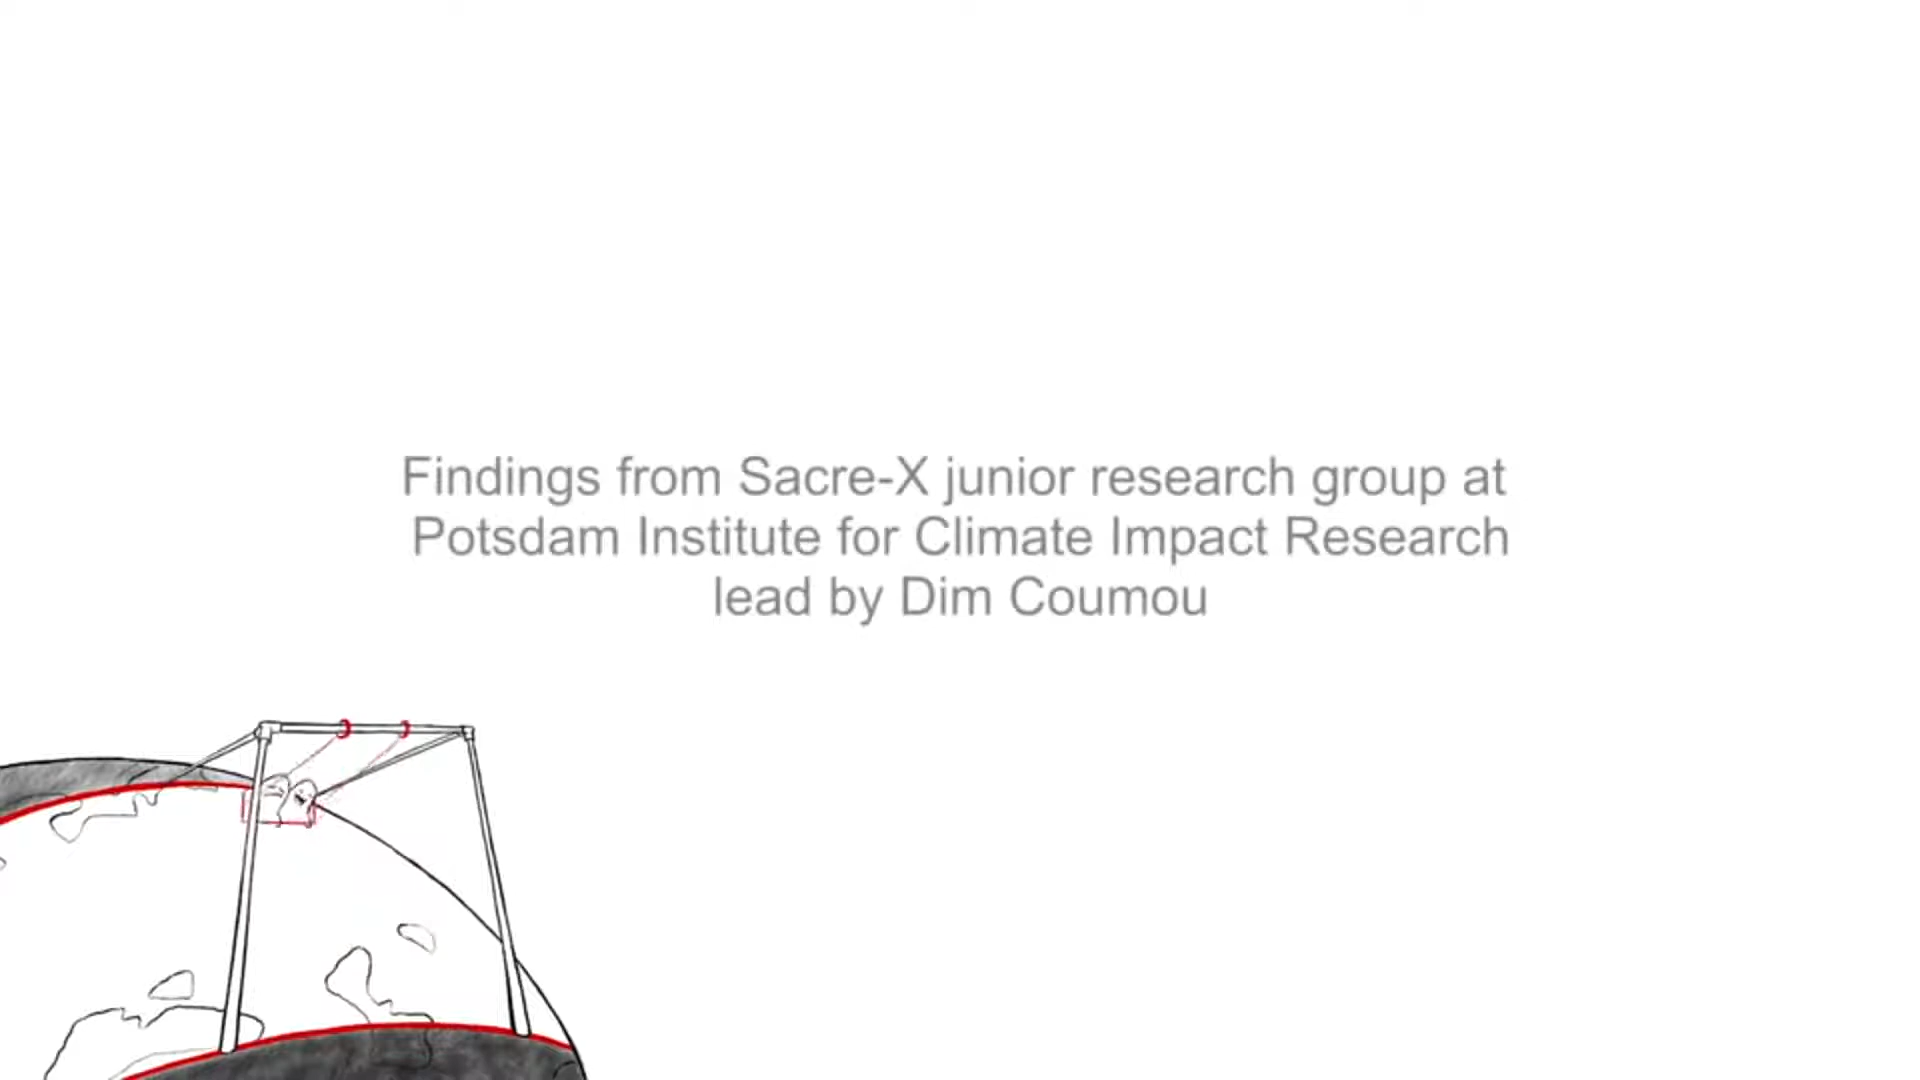 Findings from Sacre-X junior research group at
Potsdam Institute for Climate Impact Research
lead by Dim Coumou